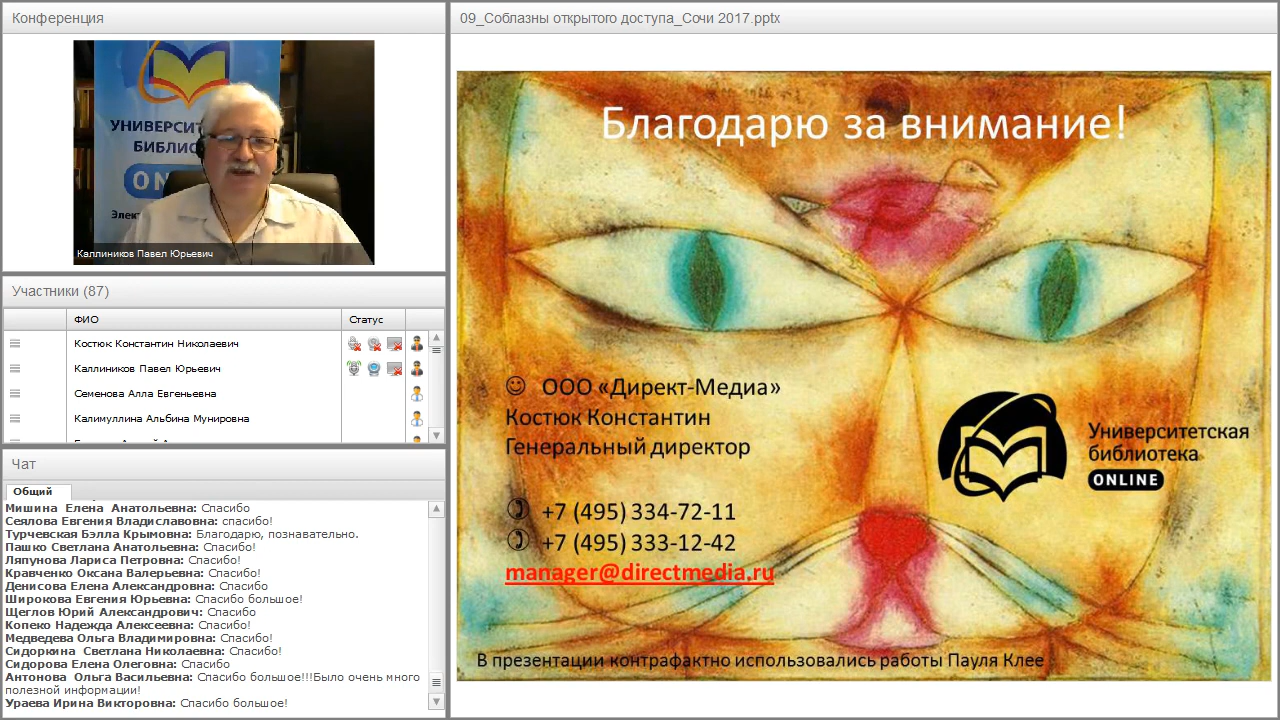 Конференция
УНИВЕРСИТ
БИБЛИО
ON
Элект
Каллиников Павел Юрьевич
Участники (87)
ФИО Статус
Костюк Константин Николаевич
Каллиников Павел Юрьевич
Семенова Алла Евгеньевна
Калимуллина Альбина Мунировна
Чат
Общий
Мишина Елена Анатольевна: Спасибо
Сеялова Евгения Владиславовна: спасибо!
Турчевская Бэлла Крымовна: Благодарю, познавательно.
Пашко Светлана Анатольевна: Спасибо!
Ляпунова Лариса Петровна: Спасибо!
Кравченко Оксана Валерьевна: Спасибо!
Денисова Елена Александровна: Спасибо
Широкова Евгения Юрьевна: Спасибо большое!
Щеглов Юрий Александрович: Спасибо
Копеко Надежда Алексеевна: Спасибо!
Медведева Ольга Владимировна: Спасибо!
Сидоркина Светлана Николаевна: Спасибо!
Сидорова Елена Олеговна: Спасибо
Антонова Ольга Васильевна: Спасибо большое!!!Было очень много
полезной информации!
Ураева Ирина Викторовна: Спасибо большое!
09_Соблазны открытого доступа_Сочи 2017.pptx
Благодарю за внимание!
☺ ООО «Директ-Медиа»
Костюк Константин
Генеральный директор
+7 (495) 334-72-11
+7 (495) 333-12-42
manager@directmedia.ru
Университетская
библиотека
ONLINE
В презентации контрафактно использовались работы Пауля Клее